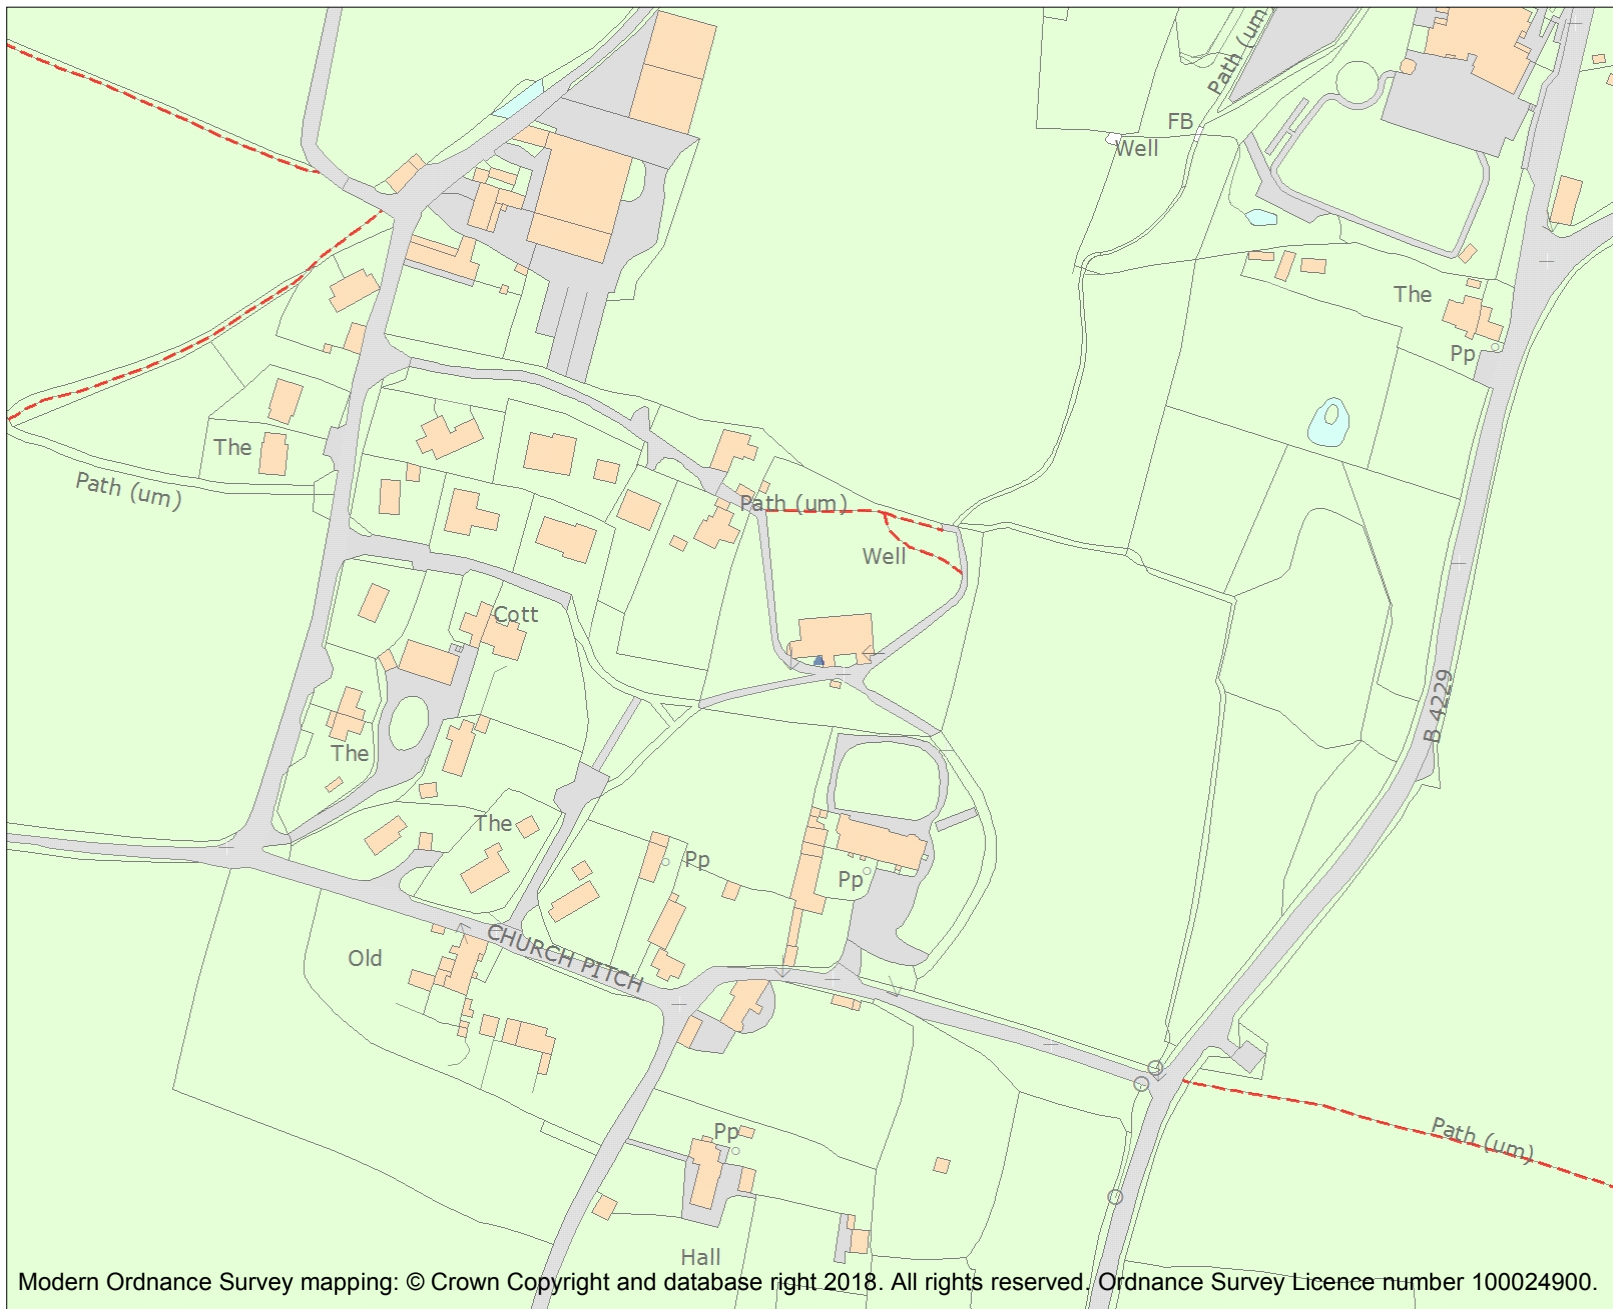 Path (um)
FB
Well
The
Pp
The
Path (um)
Path (um)
Well
Cott
B 4229
The
The
Pp
Pp
CHURCH PITCH
Old
Pp
Path (um)
Hall
Modern Ordnance Survey mapping: © Crown Copyright and database right 2018. All rights reserved. Ordnance Survey Licence number 100024900.